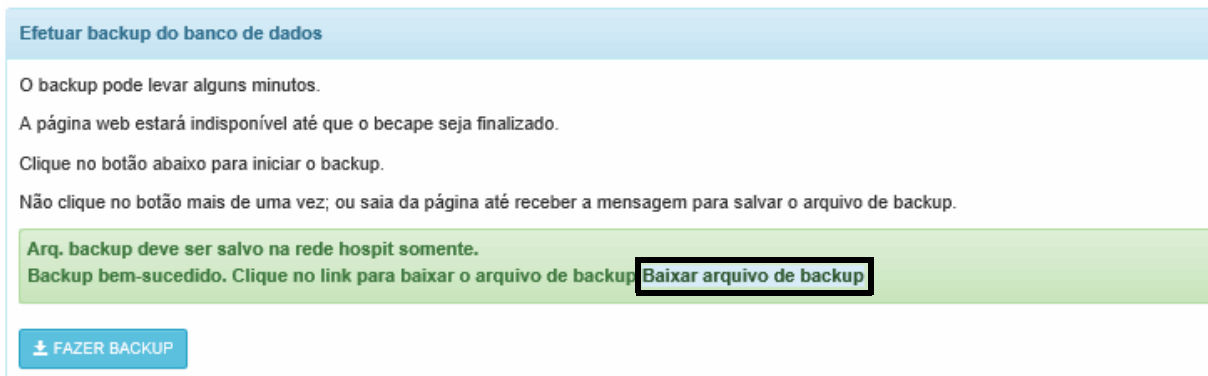 Efetuar backup do banco de dados
O backup pode levar alguns minutos.
A página web estará indisponível até que o becape seja finalizado.
Clique no botão abaixo para iniciar o backup.
Não clique no botão mais de uma vez; ou saia da página até receber a mensagem para salvar o arquivo de backup.
Arq. backup deve ser salvo na rede hospit somente.
Backup bem-sucedido. Clique no link para baixar o arquivo de backup Baixar arquivo de backup
FAZER BACKUP